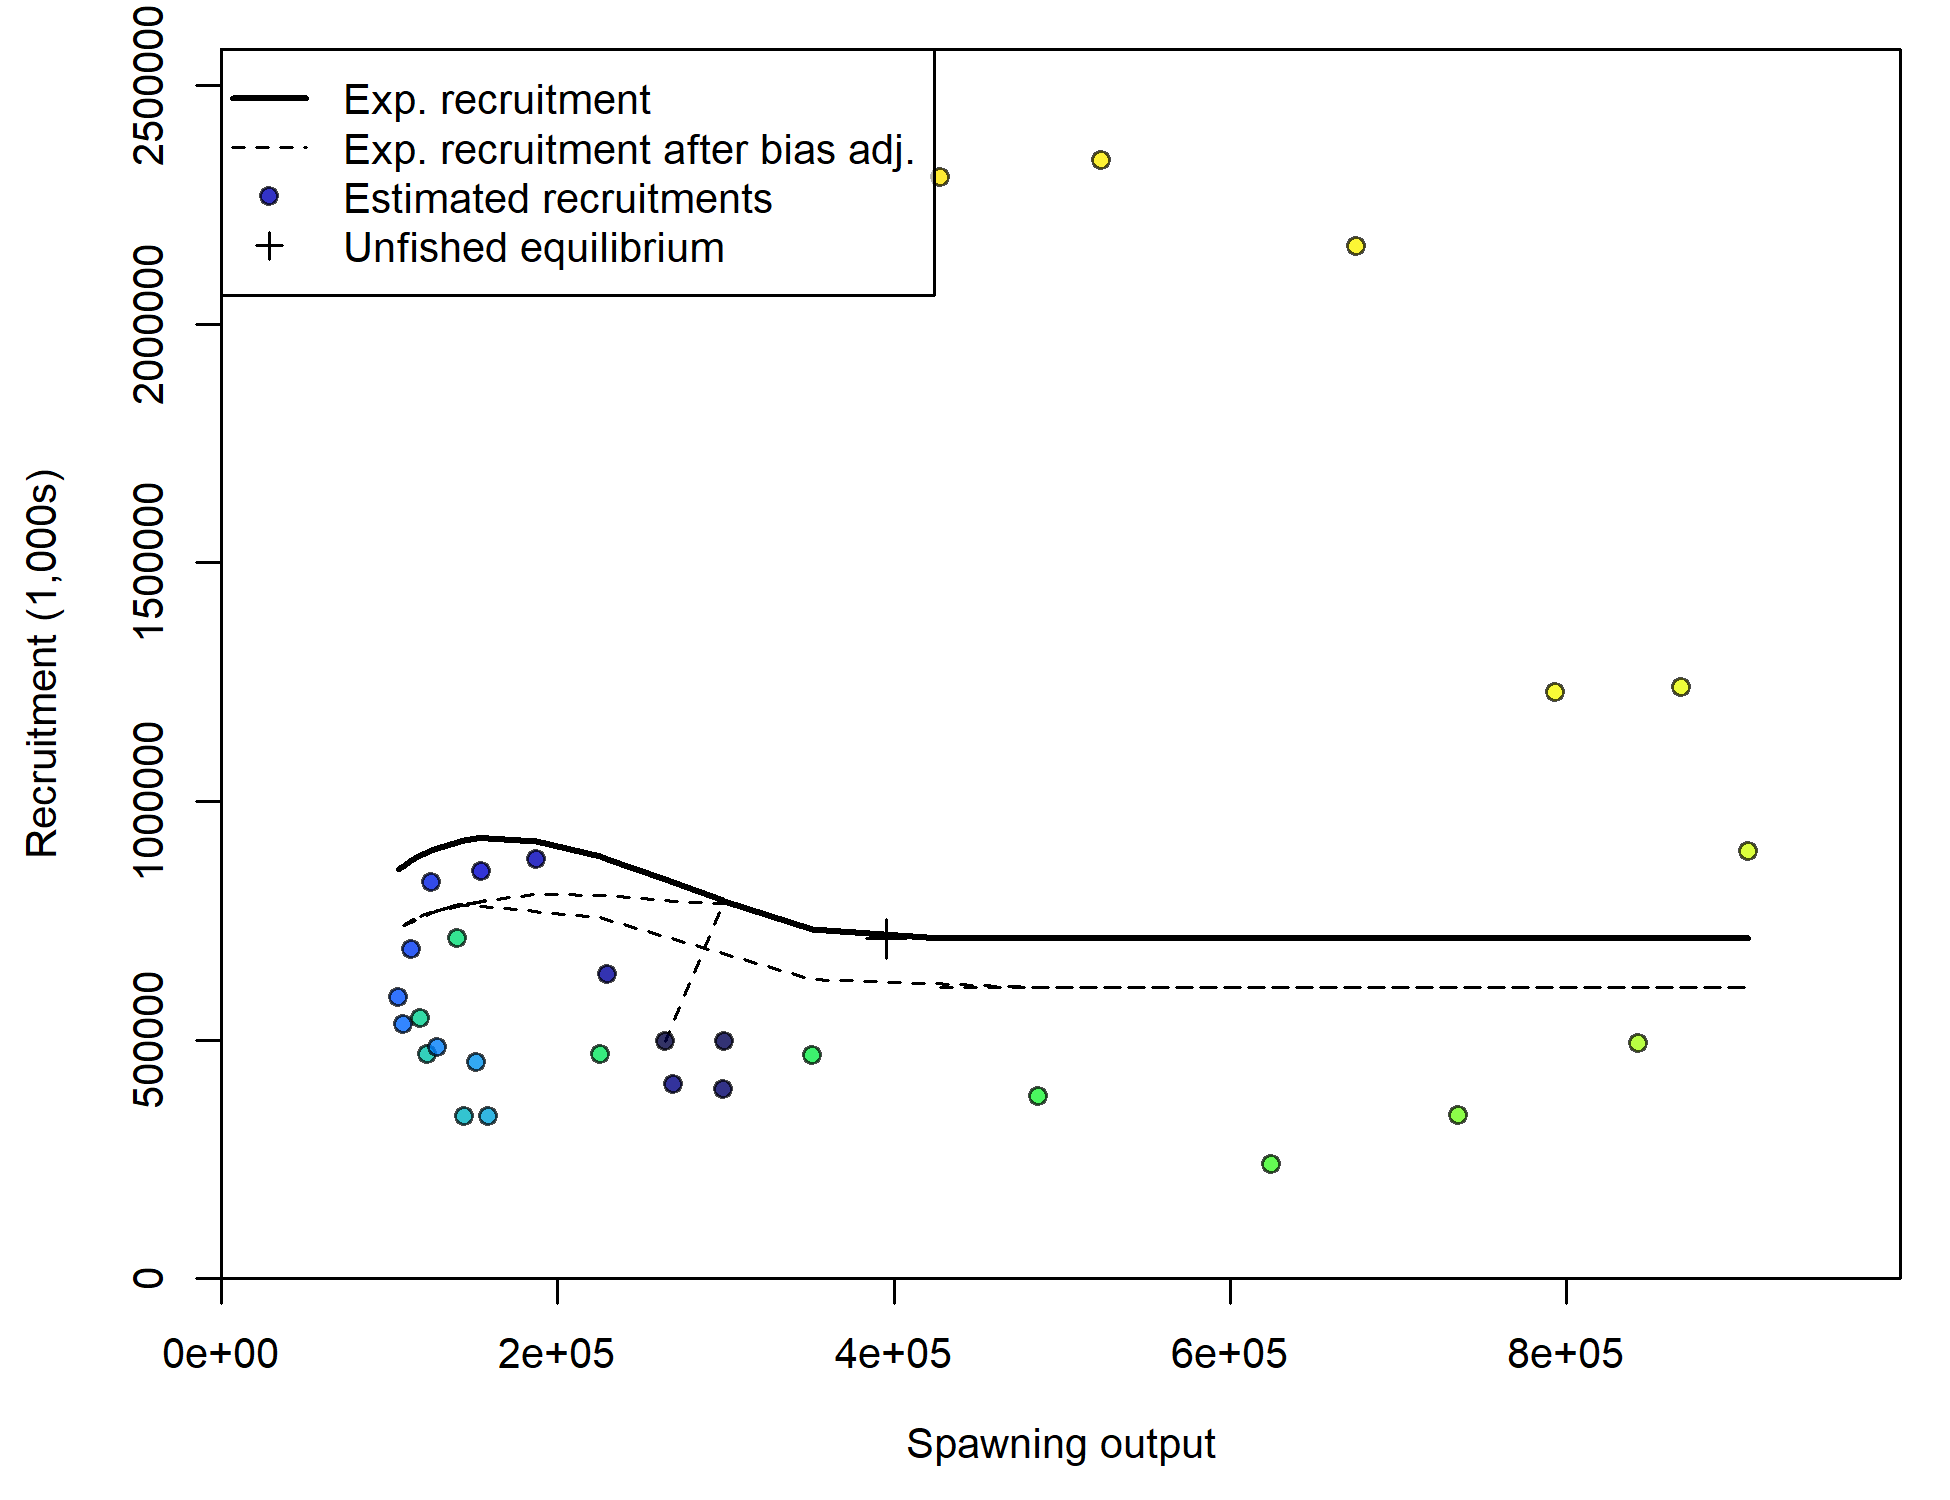 Exp. recruitment
Exp. recruitment after bias adj.
Estimated recruitments
Unfished equilibrium
Recruitment (1,000s)
2500000
2000000
1500000
1000000
500000
0
0e+00 2e+05 4e+05 6e+05 8e+05
Spawning output